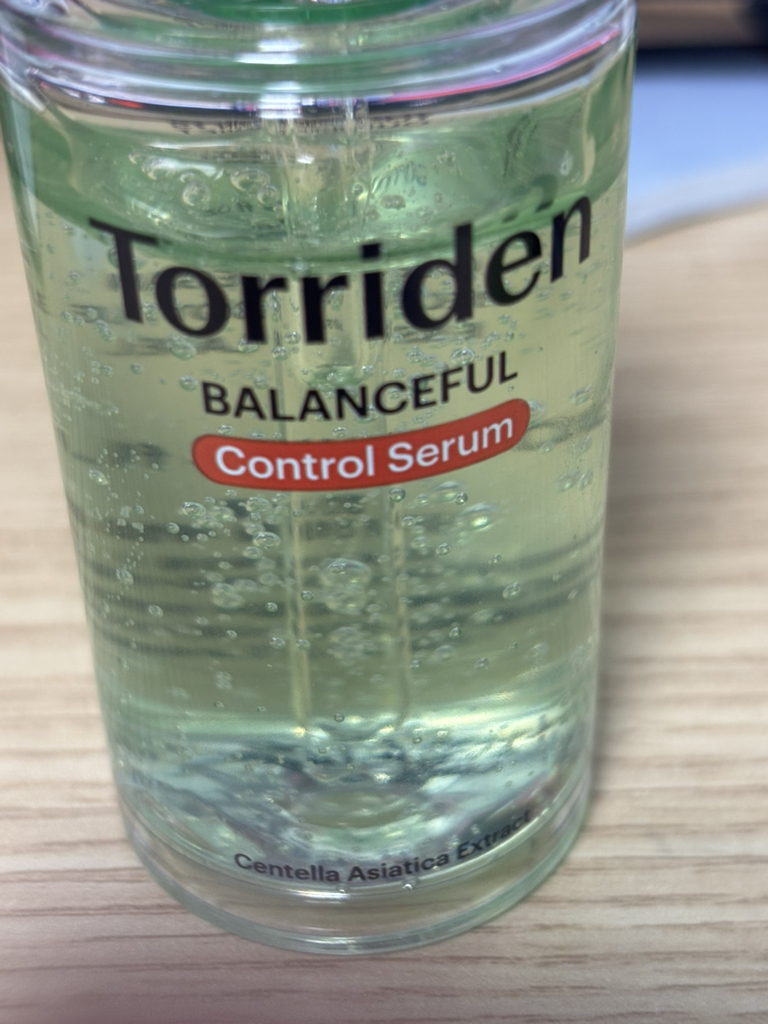 Torriden
BALANCEFUL
Control Serum
Centella Asiatica Extract